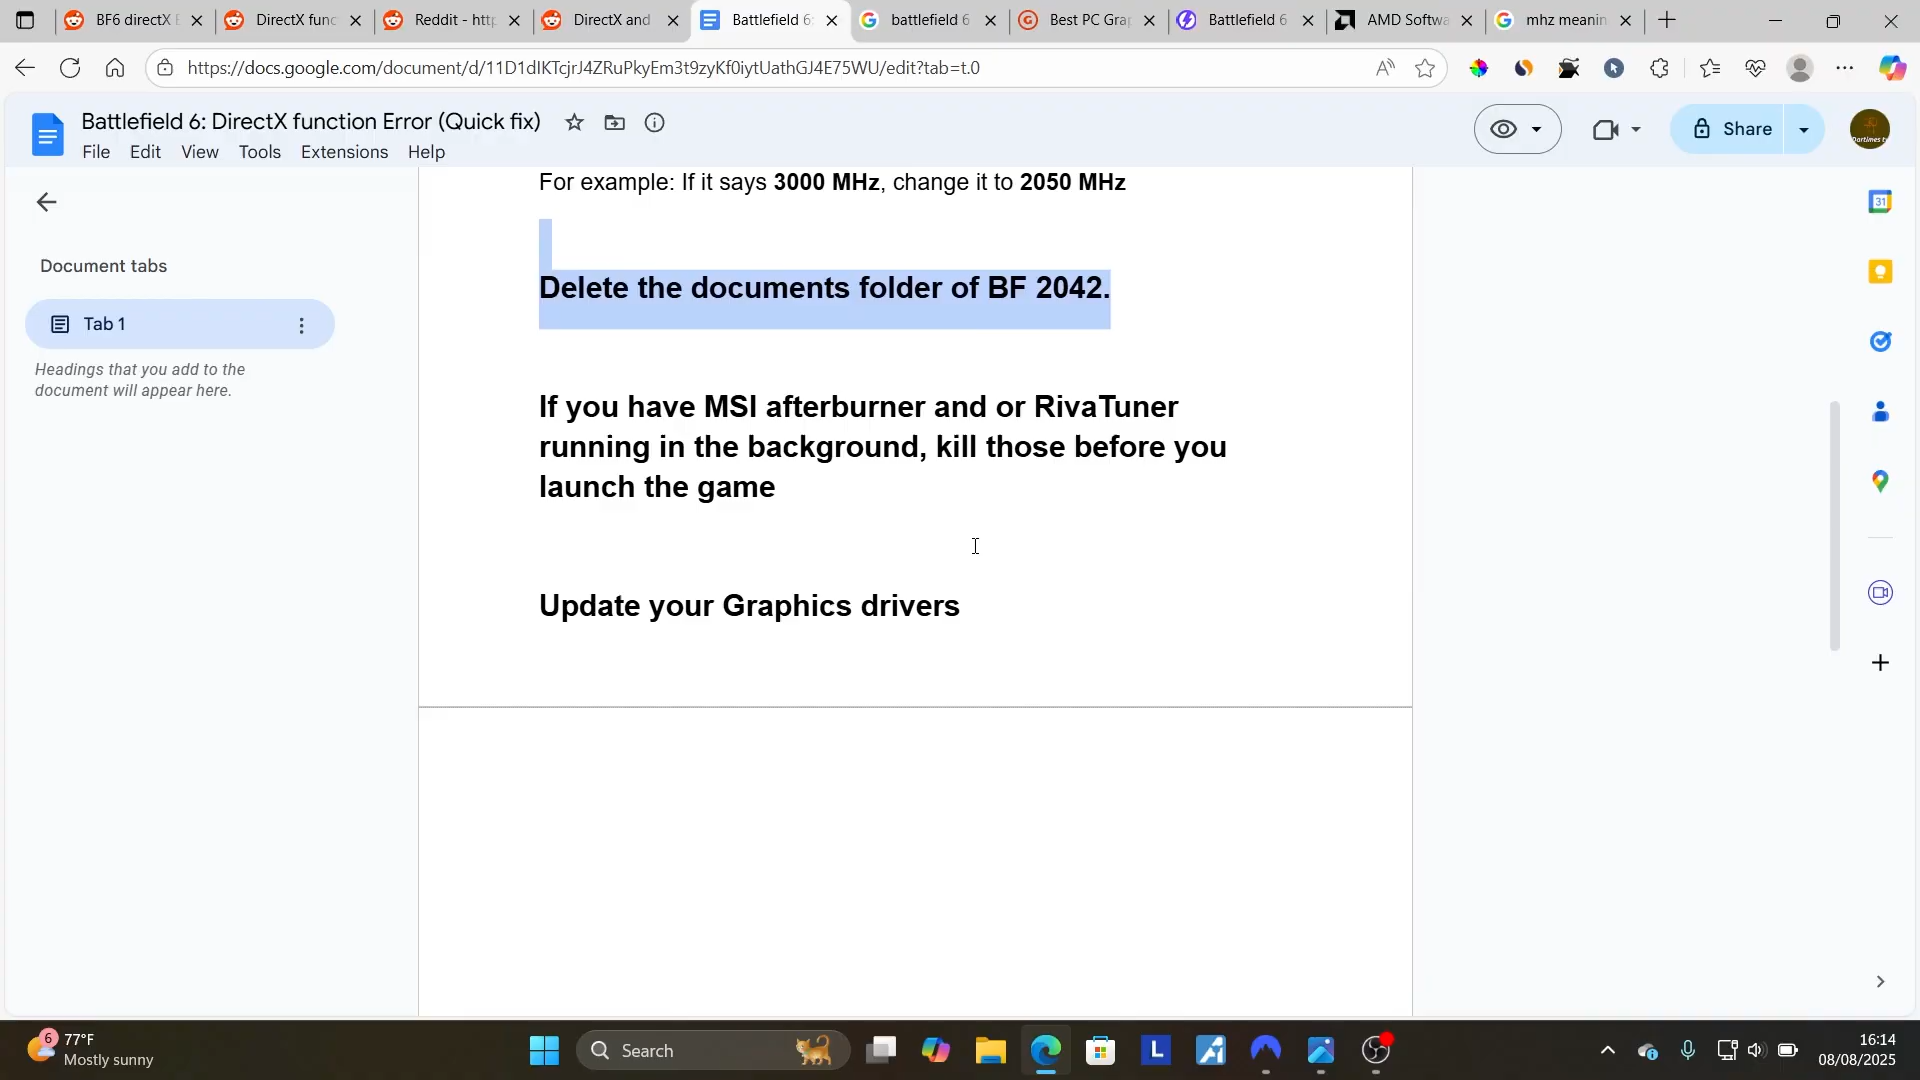 BF6 directX E
DirectX func
Reddit - http
DirectX and
Battlefield 6:
battlefield 6
Best PC Grap
Battlefield 6
AMD Softwa
mhz meanin
https://docs.google.com/document/d/11D1dIKTcjrJ4ZRuPkyEm3t9zyKf0iytUathGJ4E75WU/edit?tab=t.0
Battlefield 6: DirectX function Error (Quick fix)
File Edit View Tools Extensions Help
Share
Document tabs
Tab 1
Headings that you add to the
document will appear here.
For example: If it says 3000 MHz, change it to 2050 MHz
Delete the documents folder of BF 2042.
If you have MSI afterburner and or RivaTuner
running in the background, kill those before you
launch the game
Update your Graphics drivers
31
6
77°F
Mostly sunny
Search
L
16:14
08/08/2025